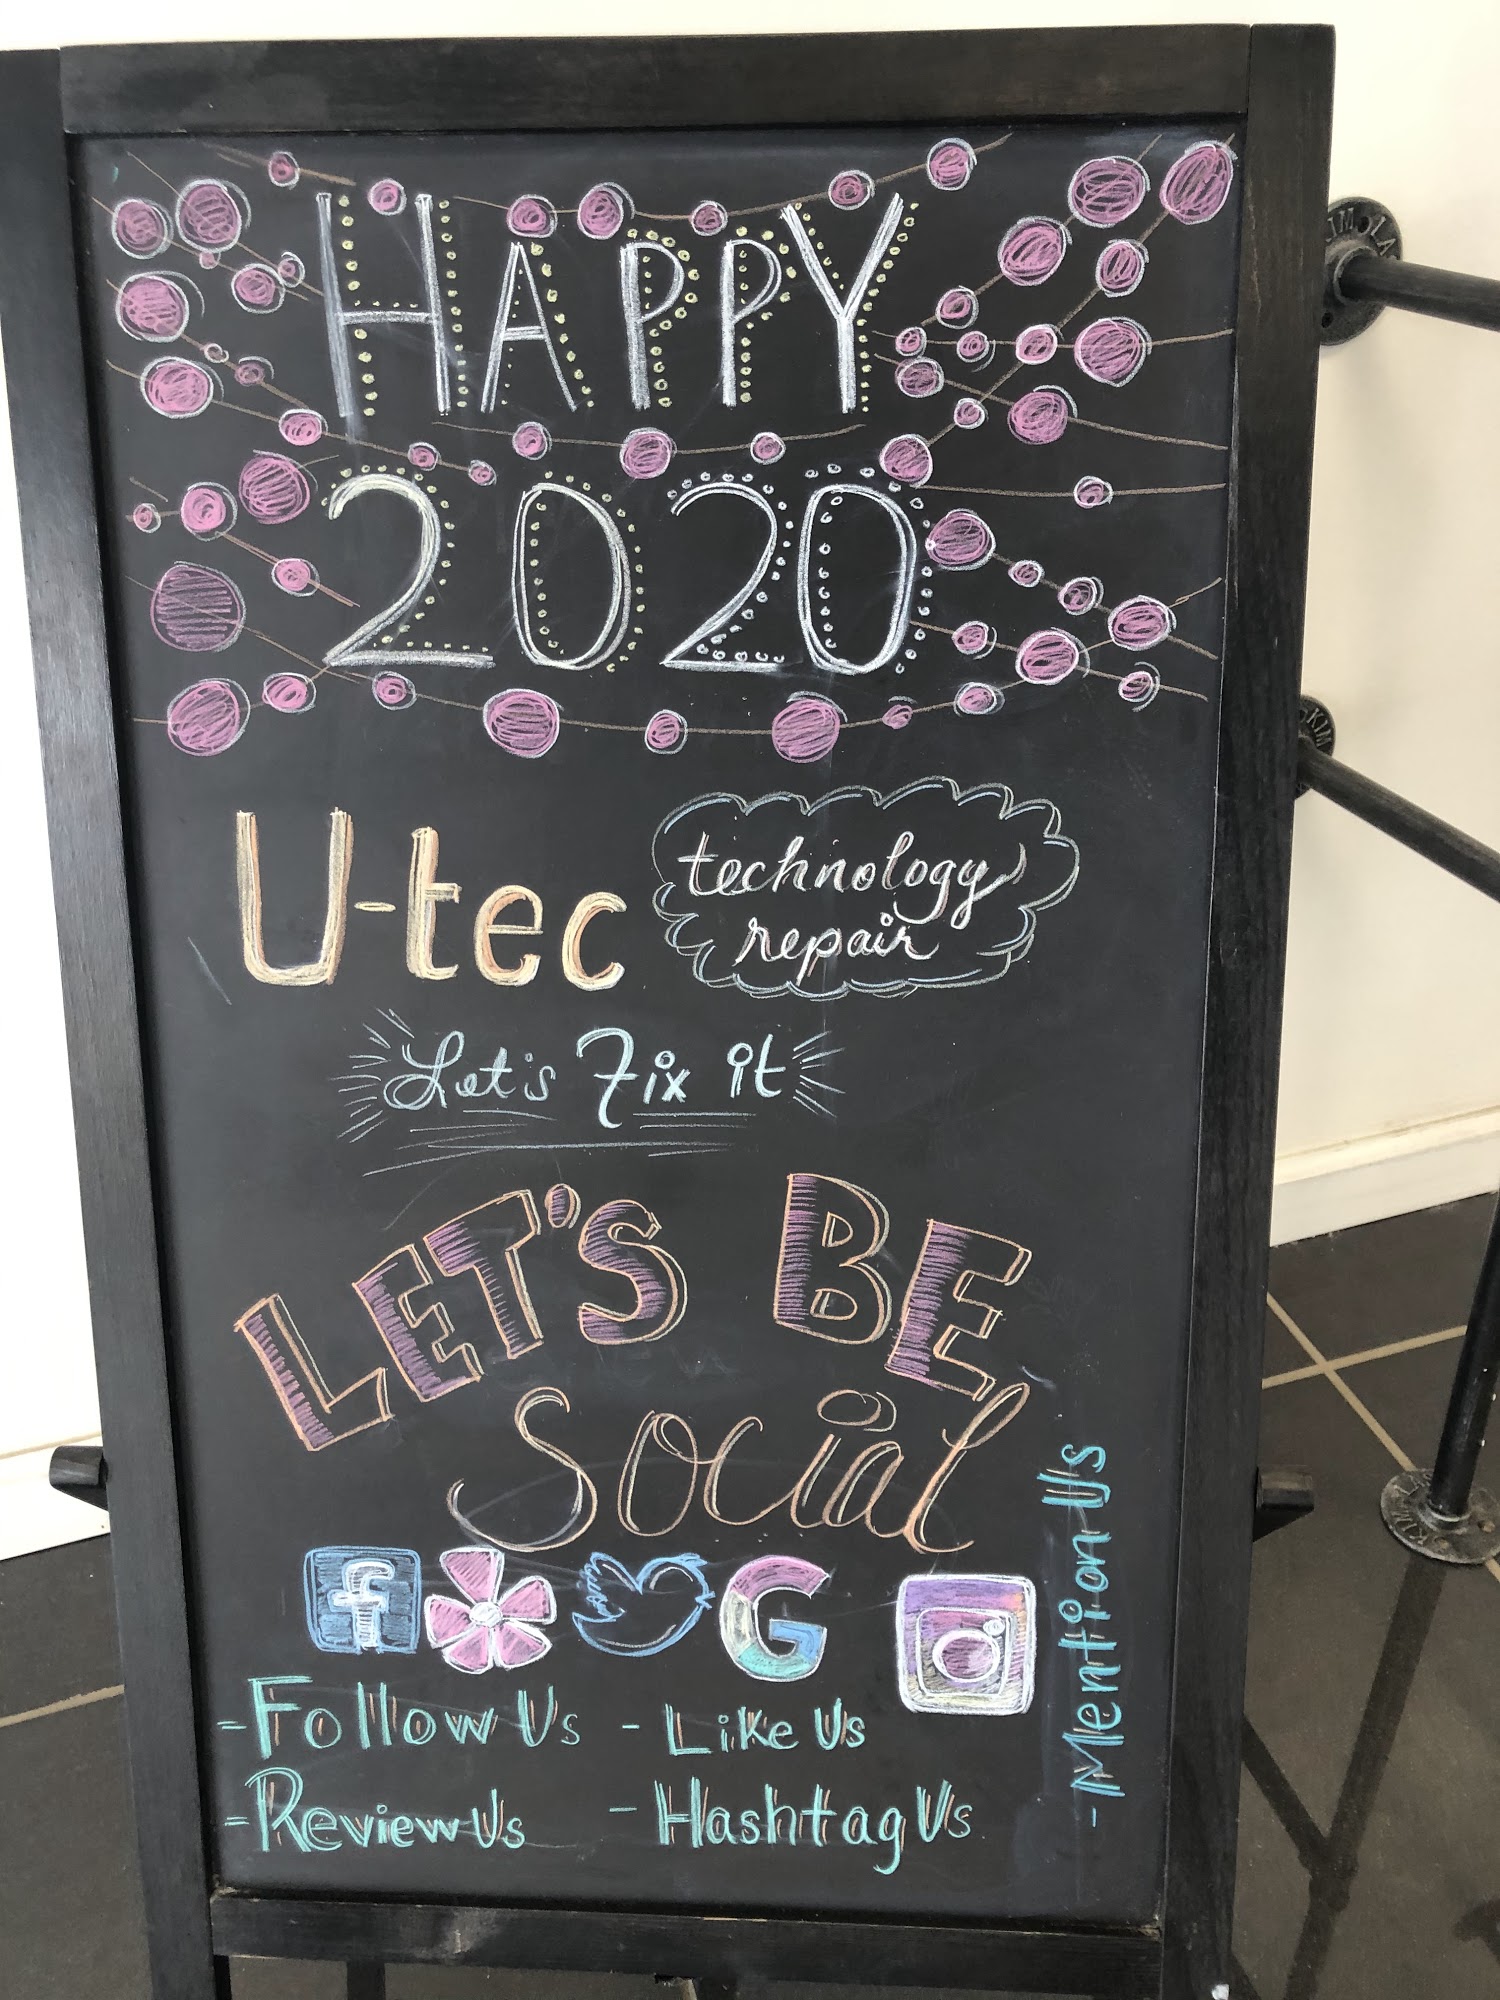 HAPPY
2020
U-tec
technology
repair
Let's Fix it
LET'S BE
Social
- Follow Us - Like Us
- Review Us - Hashtag Us
- Mention Us